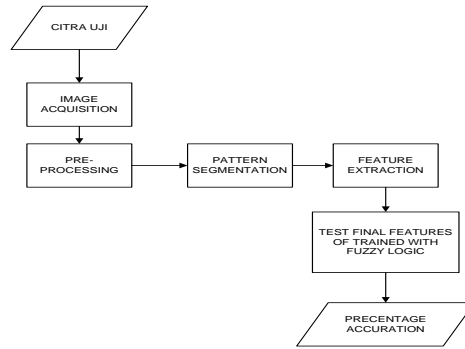 CITRA UJI
IMAGE
ACQUISITION
PRE-
PROCESSING
PATTERN
SEGMENTATION
FEATURE
EXTRACTION
TEST FINAL FEATURES
OF TRAINED WITH
FUZZY LOGIC
PRECENTAGE
ACCURATION